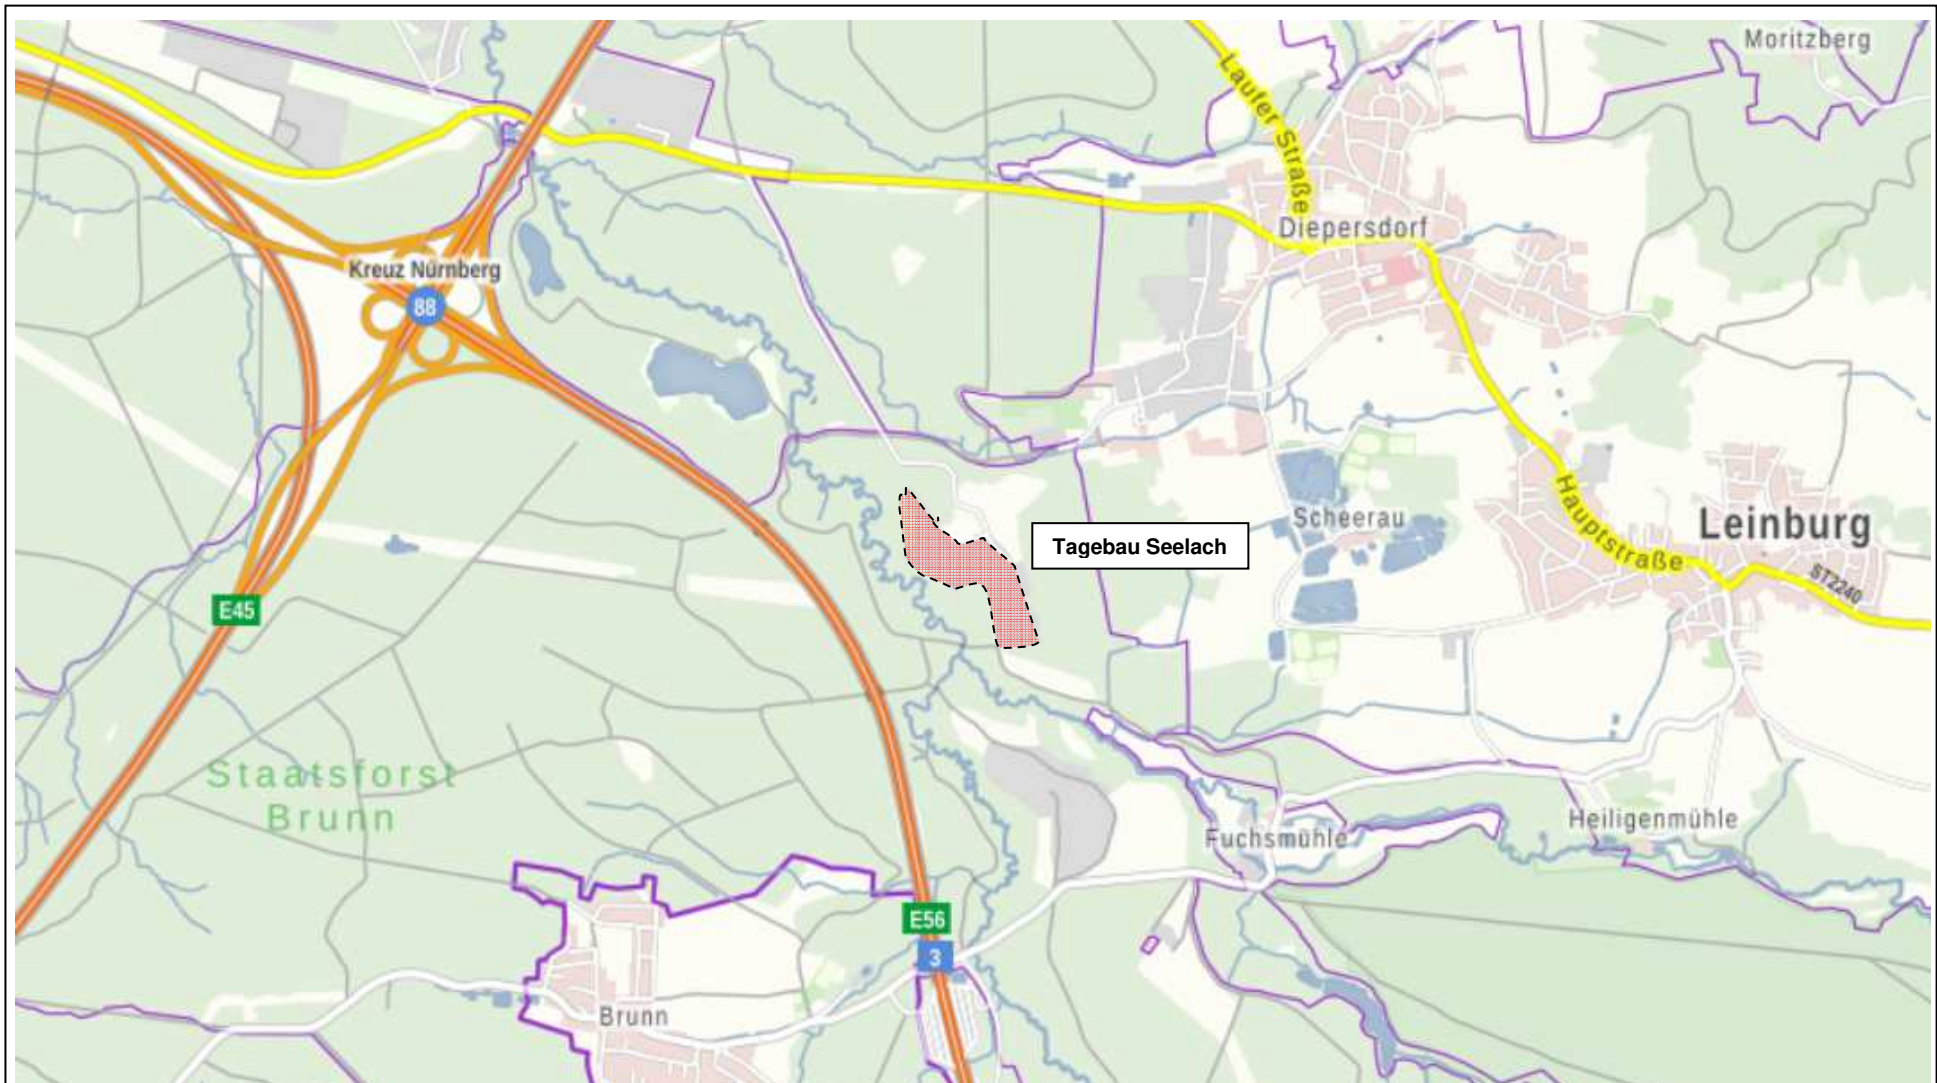 Moritzberg
Laufer Straße
Diepersdorf
Kreuz Nürnberg
88
Hauptstraße
Scheerau
Leinburg
Tagebau Seelach
ST2240
E45
Staatsforst
Brunn
Fuchsmühle
Heiligenmühle
E56
3
Brunn